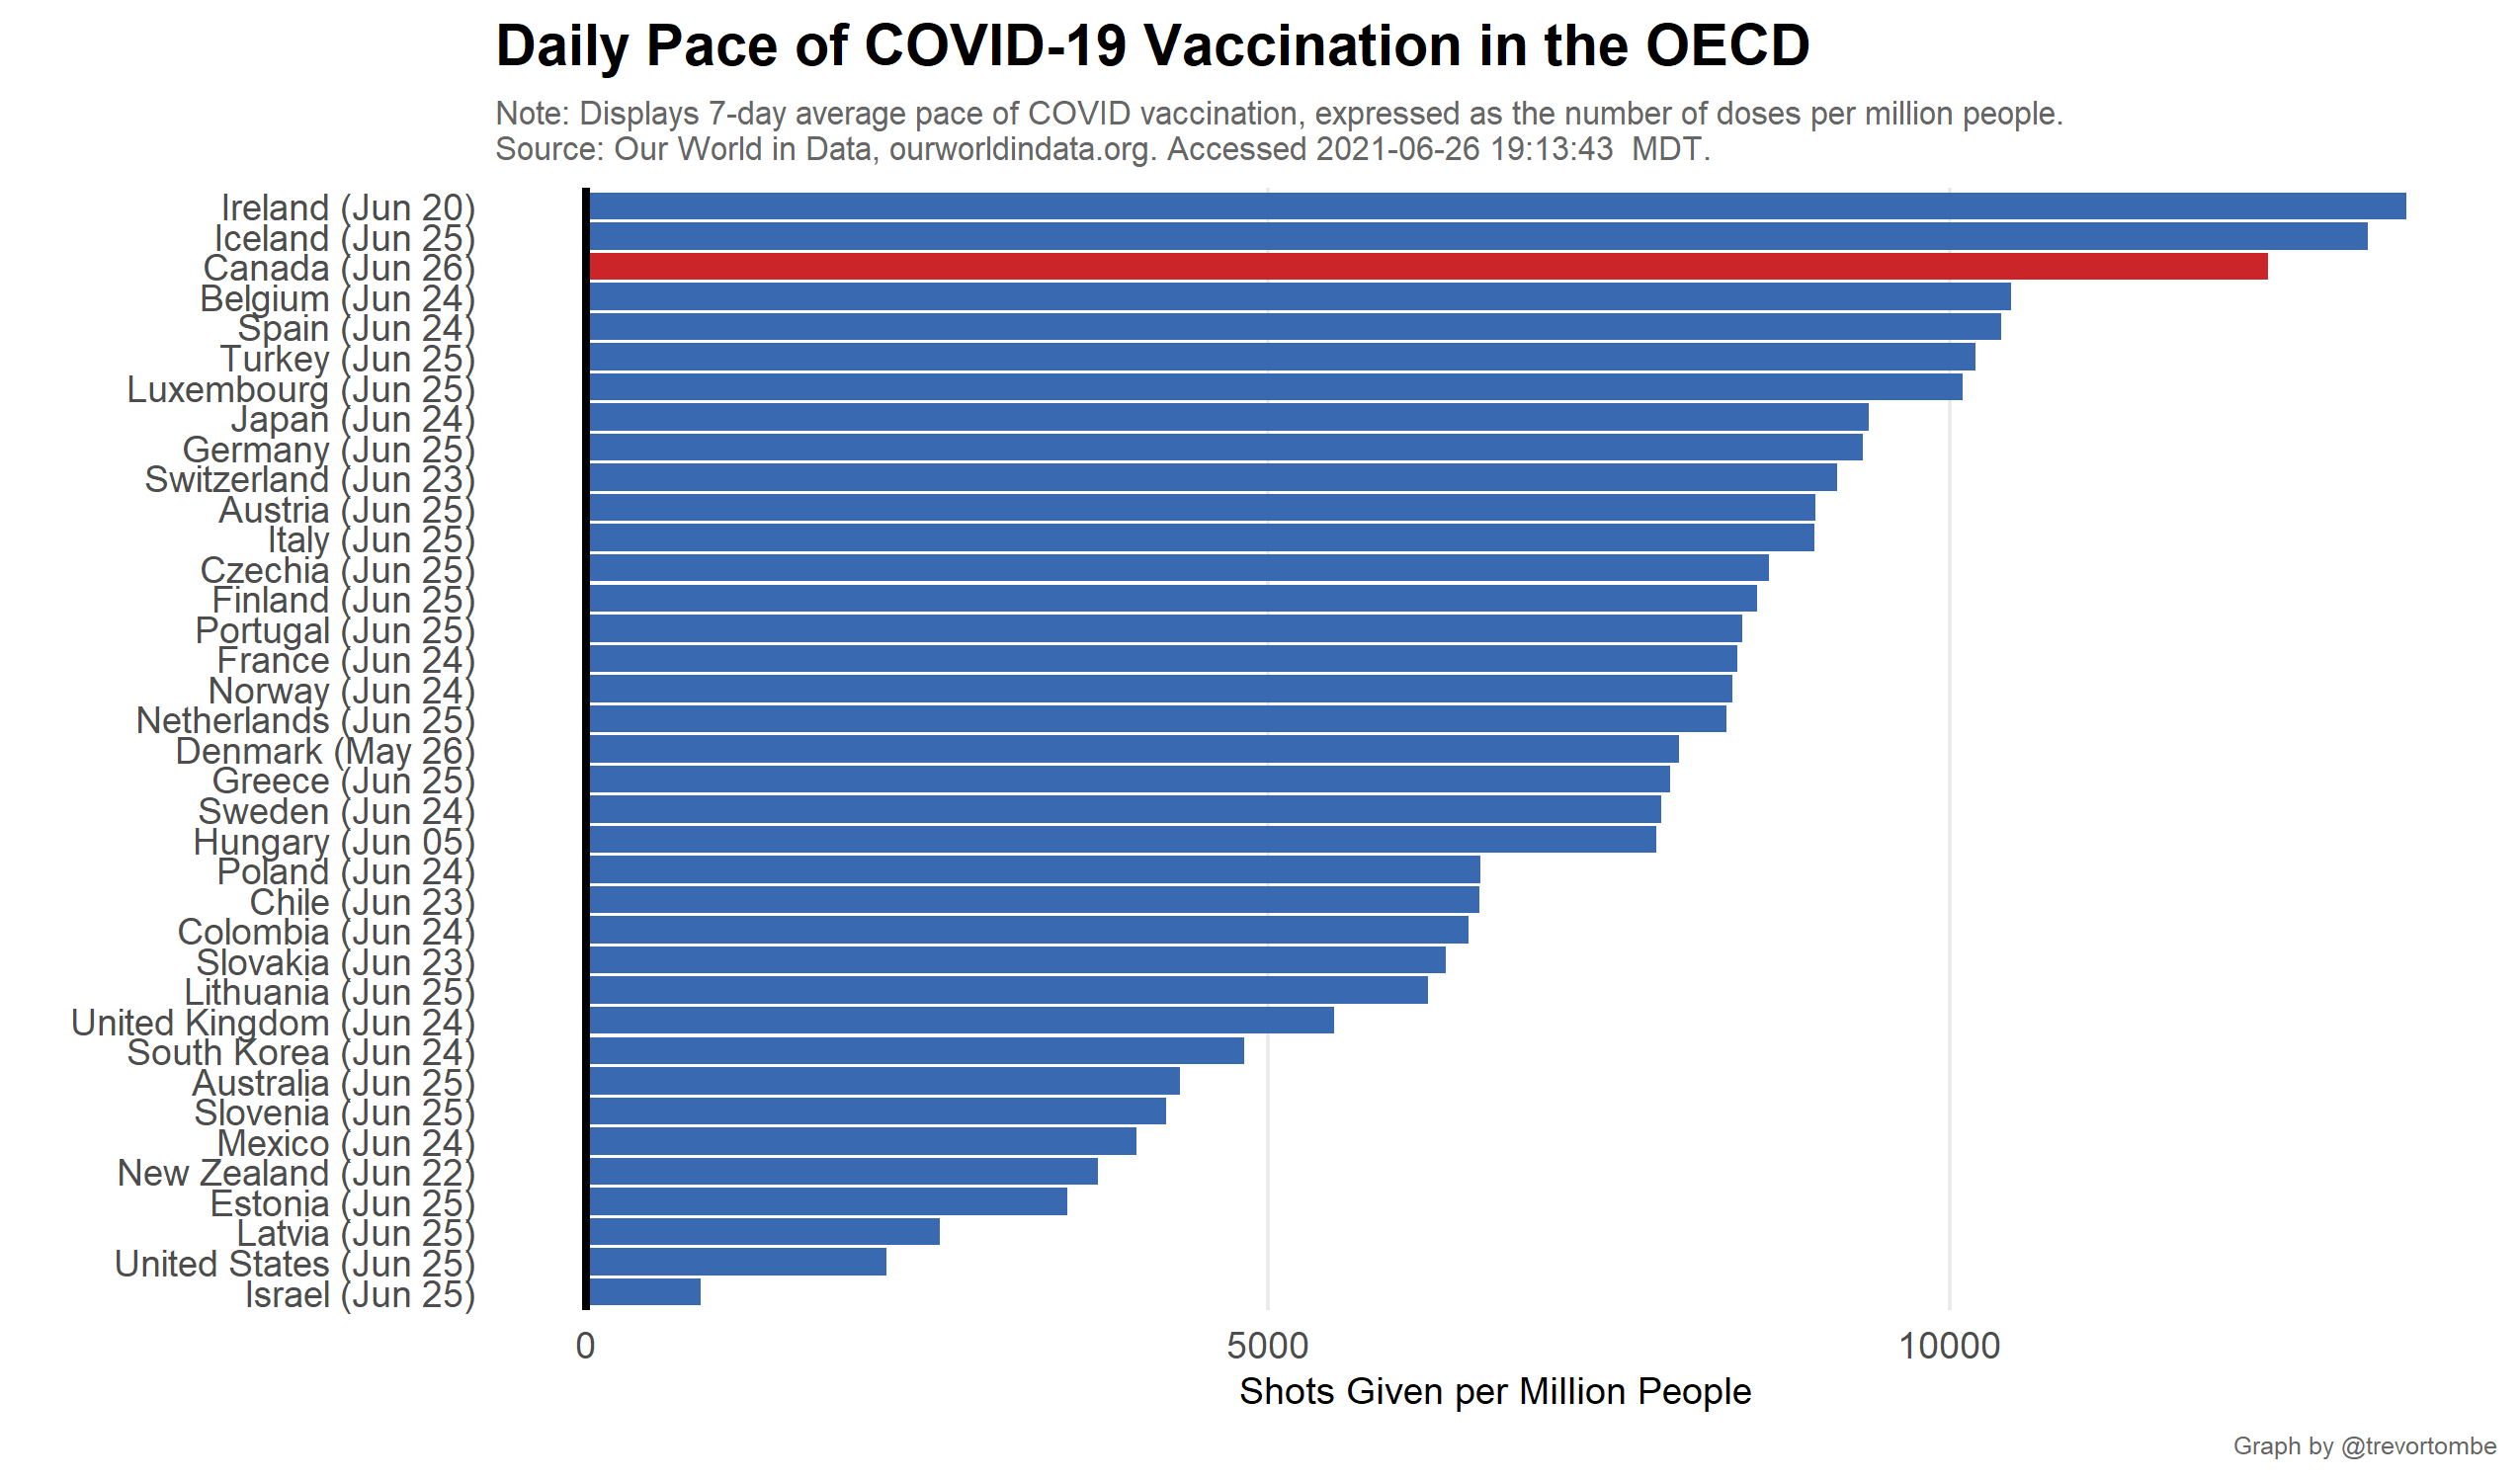 Daily Pace of COVID-19 Vaccination in the OECD
Note: Displays 7-day average pace of COVID vaccination, expressed as the number of doses per million people.
Source: Our World in Data, ourworldindata.org. Accessed 2021-06-26 19:13:43  MDT.
Ireland (Jun 20)
Iceland (Jun 25)
Canada (Jun 26)
Belgium (Jun 24)
Spain (Jun 24)
Turkey (Jun 25)
Luxembourg (Jun 25)
Japan (Jun 24)
Germany (Jun 25)
Switzerland (Jun 23)
Austria (Jun 25)
Italy (Jun 25)
Czechia (Jun 25)
Finland (Jun 25)
Portugal (Jun 25)
France (Jun 24)
Norway (Jun 24)
Netherlands (Jun 25)
Denmark (May 26)
Greece (Jun 25)
Sweden (Jun 24)
Hungary (Jun 05)
Poland (Jun 24)
Chile (Jun 23)
Colombia (Jun 24)
Slovakia (Jun 23)
Lithuania (Jun 25)
United Kingdom (Jun 24)
South Korea (Jun 24)
Australia (Jun 25)
Slovenia (Jun 25)
Mexico (Jun 24)
New Zealand (Jun 22)
Estonia (Jun 25)
Latvia (Jun 25)
United States (Jun 25)
Israel (Jun 25)
0 5000 10000
Shots Given per Million People
Graph by @trevortombe